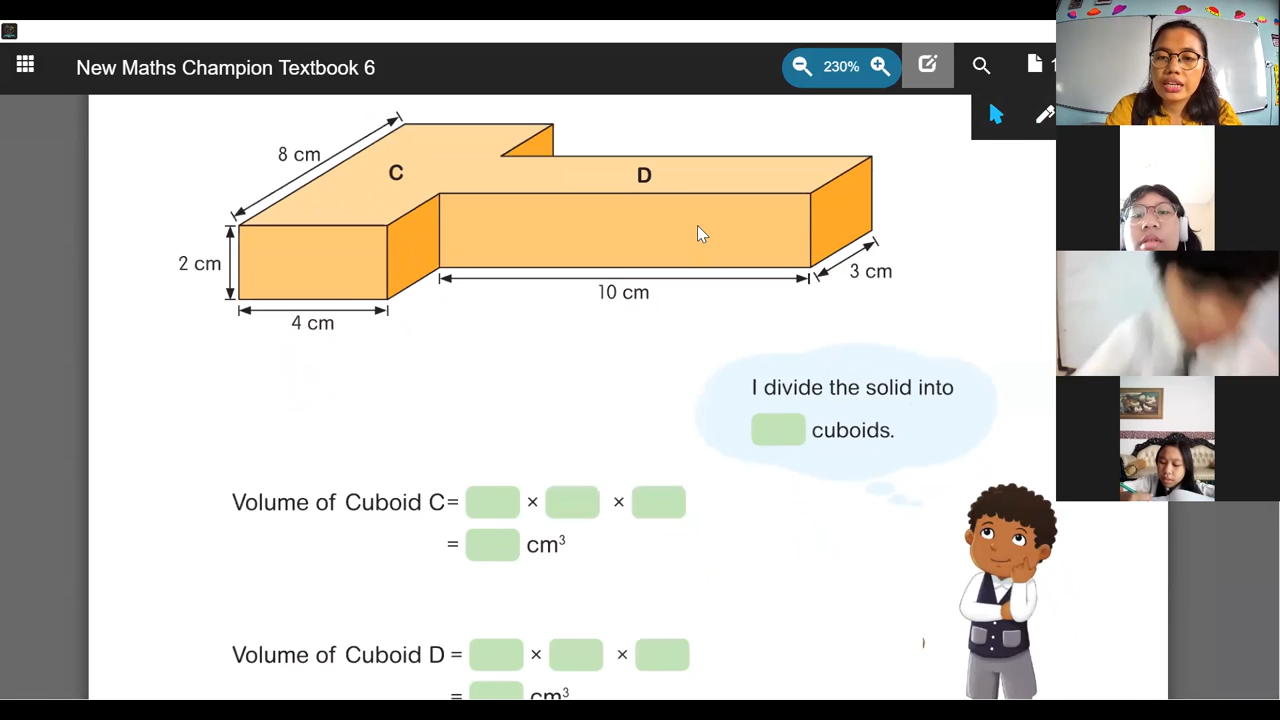 New Maths Champion Textbook 6
230%
8 cm
C
D
2 cm
3 cm
10 cm
4 cm
I divide the solid into
cuboids.
Volume of Cuboid C= × ×
= cm³
Volume of Cuboid D = × ×
= cm³